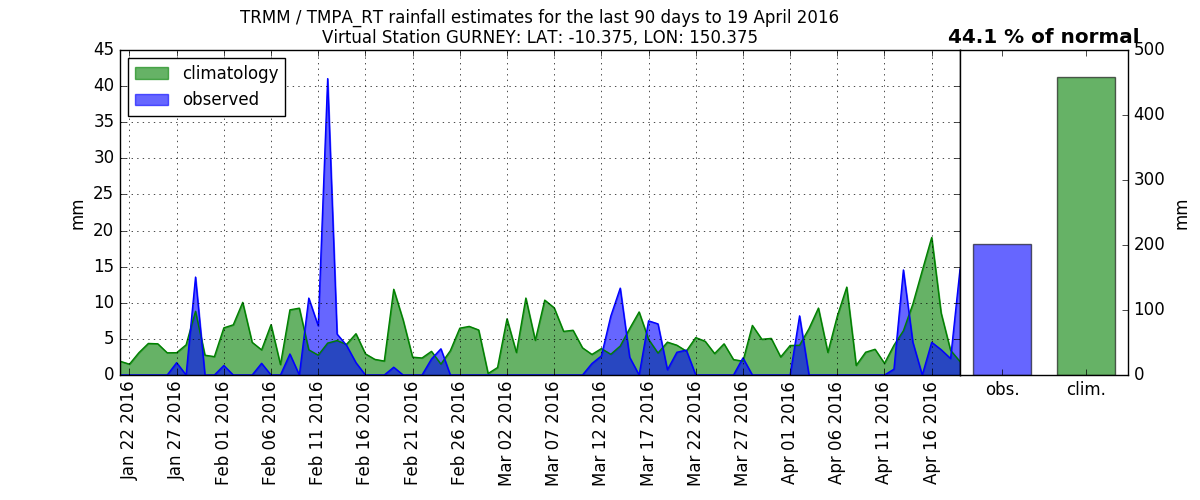 TRMM / TMPA_RT rainfall estimates for the last 90 days to 19 April 2016
Virtual Station GURNEY: LAT: -10.375, LON: 150.375
44.1 % of normal
climatology
observed
mm
45
40
35
30
25
20
15
10
5
0
Jan 22 2016
Jan 27 2016
Feb 01 2016
Feb 06 2016
Feb 11 2016
Feb 16 2016
Feb 21 2016
Feb 26 2016
Mar 02 2016
Mar 07 2016
Mar 12 2016
Mar 17 2016
Mar 22 2016
Mar 27 2016
Apr 01 2016
Apr 06 2016
Apr 11 2016
Apr 16 2016
500
400
300
200
100
0
mm
obs.
clim.